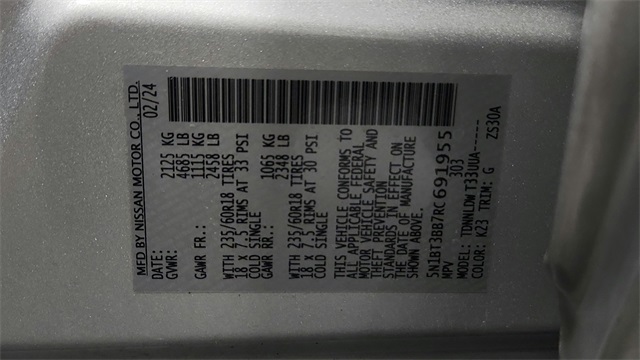 MFD BY NISSAN MOTOR CO., LTD.
DATE: 02/24
GVWR: 2125 KG
4685 LB
GAWR FR.: 1115 KG
2458 LB
WITH 235/60R18 TIRES
18 X 7.5 RIMS AT 33 PSI
COLD SINGLE
GAWR RR.: 1065 KG
2348 LB
WITH 235/60R18 TIRES
18 X 7.5 RIMS AT 30 PSI
COLD SINGLE
THIS VEHICLE CONFORMS TO
ALL APPLICABLE FEDERAL
MOTOR VEHICLE SAFETY AND
THEFT PREVENTION
STANDARDS IN EFFECT ON
THE DATE OF MANUFACTURE
SHOWN ABOVE.
5N1BT3BB7RC691955
MPV 303
MODEL: TDNNLDW T33UUA------
COLOR: K23 TRIM: G ZS30A